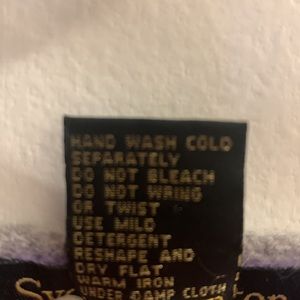 HAND WASH COLD
SEPARATELY
DO NOT BLEACH
DO NOT WRING
OR TWIST
USE MILD
DETERGENT
RESHAPE AND
DRY FLAT
WARM IRON
UNDER DAMP CLOTH